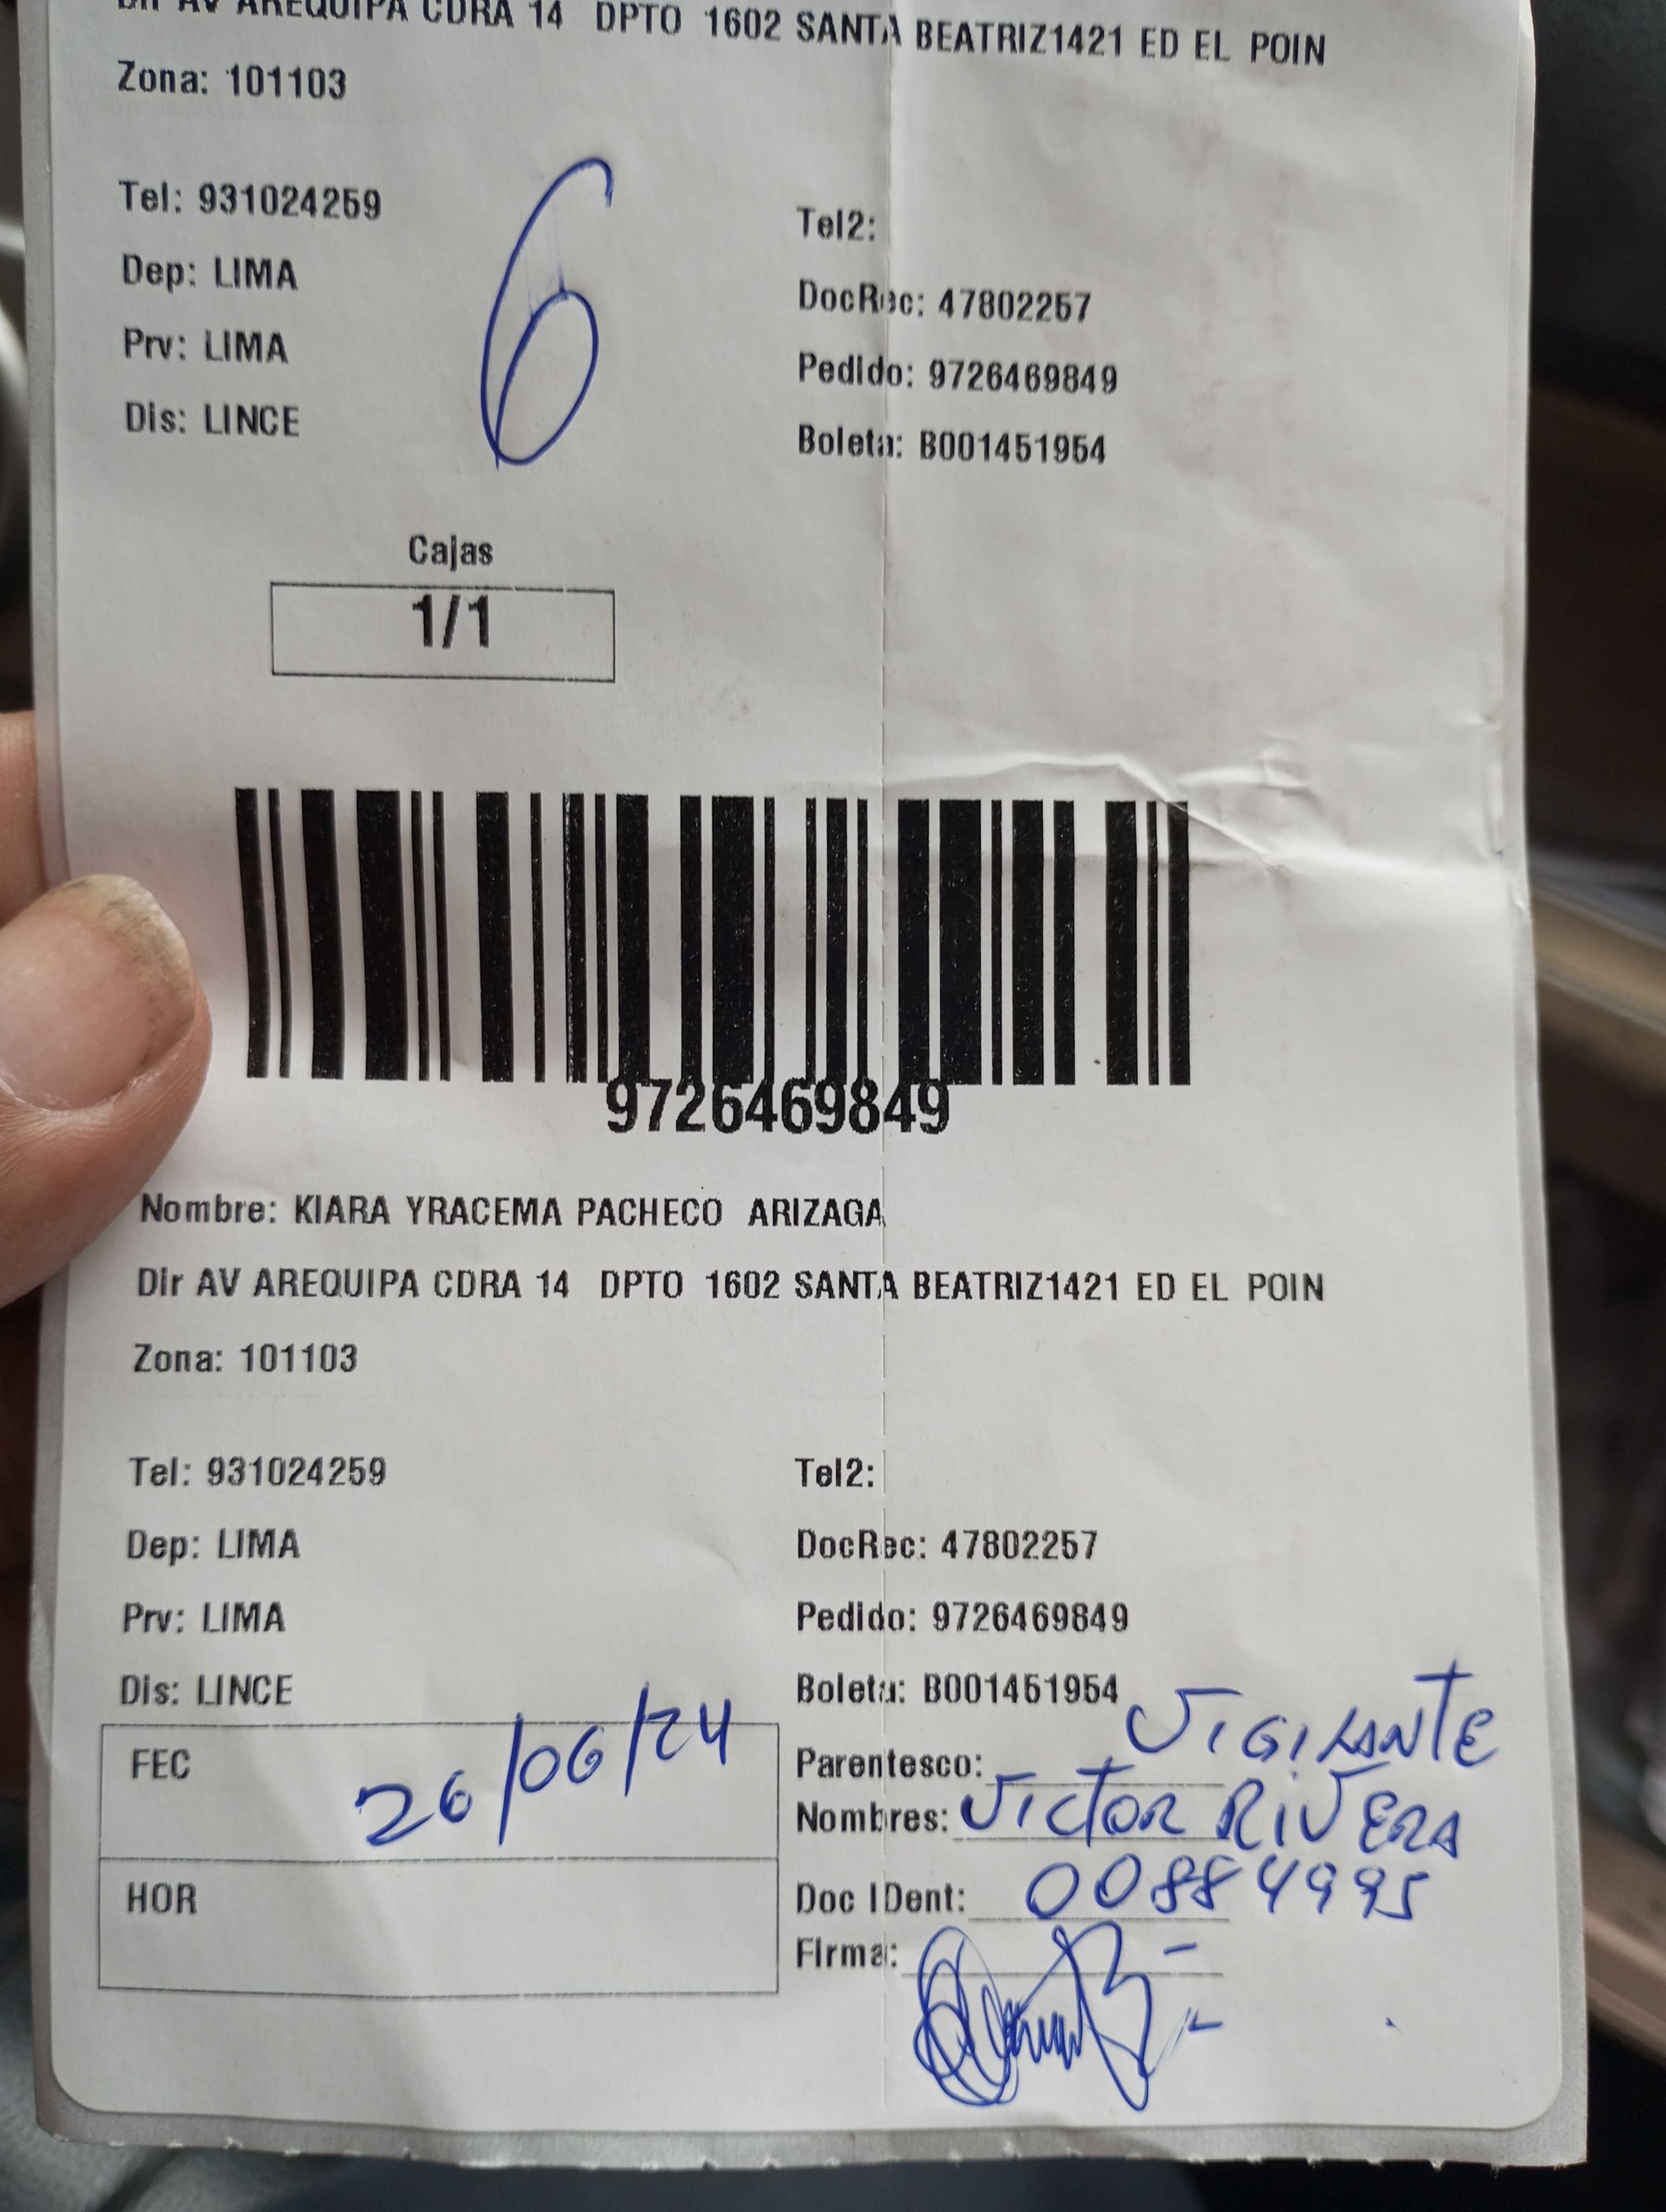 Dir AV AREQUIPA CDRA 14 DPTO 1602 SANTA BEATRIZ1421 ED EL POIN
Zona: 101103
Tel: 931024259
Tel2:
Dep: LIMA
DocRec: 47802257
Prv: LIMA
Pedido: 9726469849
Dis: LINCE
Boleta: B001451954
6
Cajas
1/1
9726469849
Nombre: KIARA YRACEMA PACHECO ARIZAGA
Dir AV AREQUIPA CDRA 14 DPTO 1602 SANTA BEATRIZ1421 ED EL POIN
Zona: 101103
Tel: 931024259
Tel2:
Dep: LIMA
DocRec: 47802257
Prv: LIMA
Pedido: 9726469849
Dis: LINCE
Boleta: B001451954
FEC 26/06/24
HOR
Parentesco: VIGILANTE
Nombres: VICTOR RIVERA
Doc IDent: 00884995
Firma: